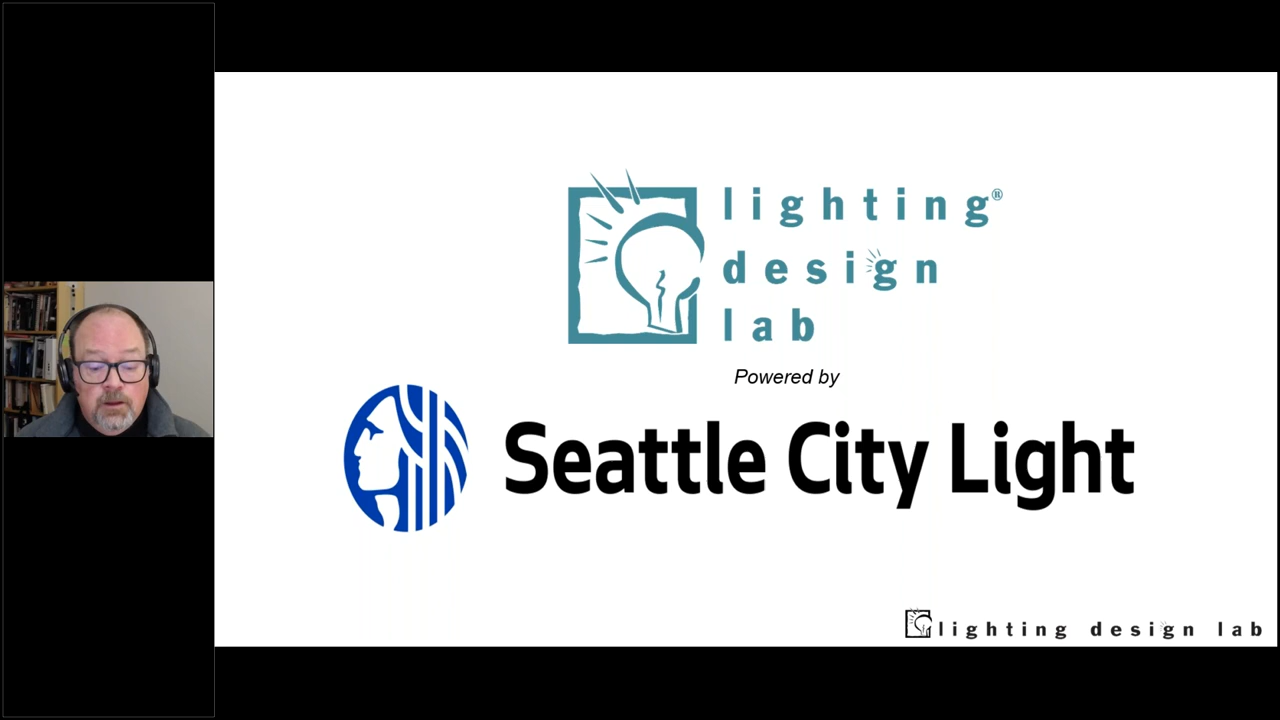 lighting®
design
lab
Powered by
Seattle City Light
lighting design lab